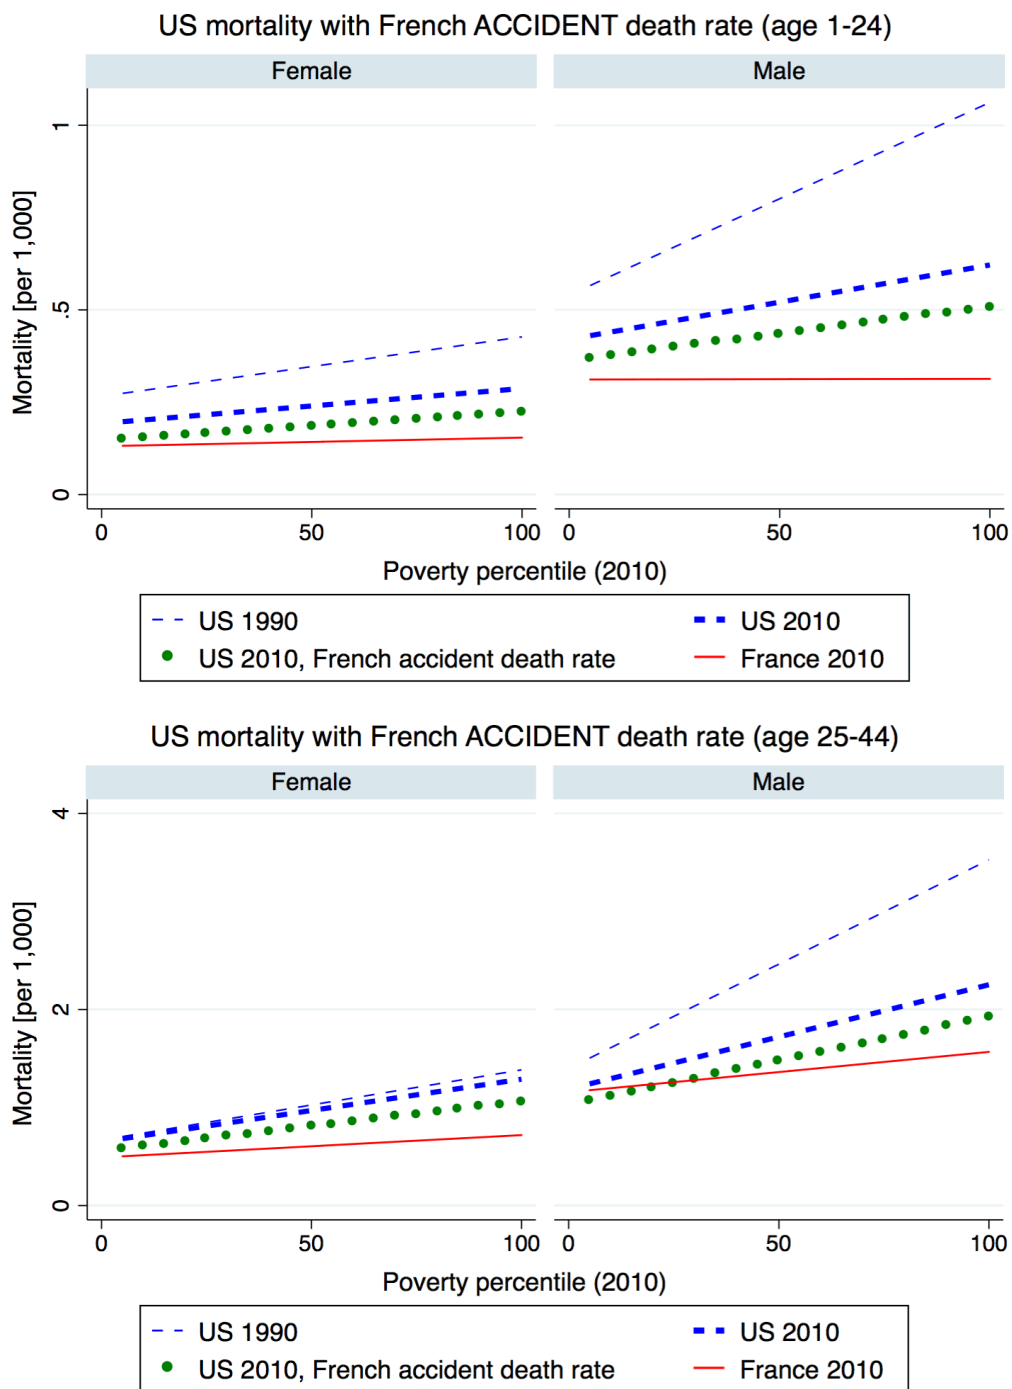 US mortality with French ACCIDENT death rate (age 1-24)
Female Male
Mortality [per 1,000]
1
.5
0
0 50 100 0 50 100
Poverty percentile (2010)
US 1990 US 2010
US 2010, French accident death rate France 2010
US mortality with French ACCIDENT death rate (age 25-44)
Female Male
Mortality [per 1,000]
4
2
0
0 50 100 0 50 100
Poverty percentile (2010)
US 1990 US 2010
US 2010, French accident death rate France 2010